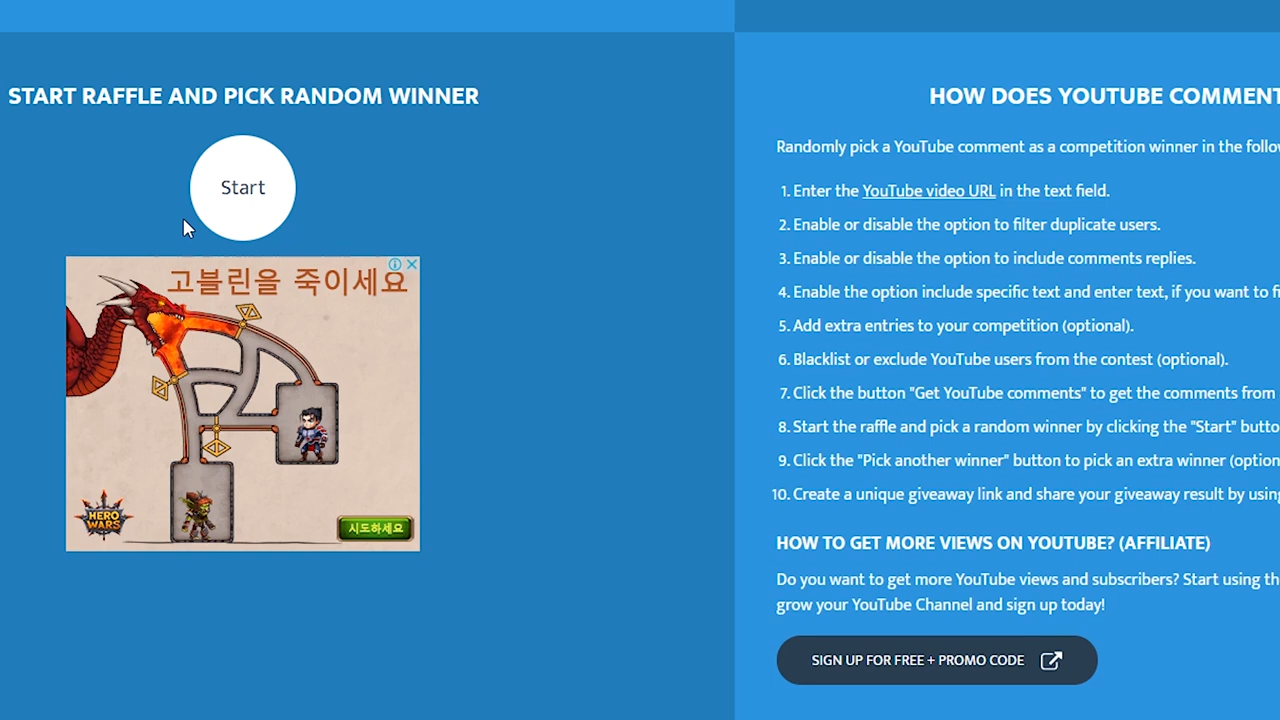 START RAFFLE AND PICK RANDOM WINNER
Start
고블린을 죽이세요
HERO
WARS
시도하세요
HOW DOES YOUTUBE COMMENT
Randomly pick a YouTube comment as a competition winner in the follo
1. Enter the YouTube video URL in the text field.
2. Enable or disable the option to filter duplicate users.
3. Enable or disable the option to include comments replies.
4. Enable the option include specific text and enter text, if you want to fi
5. Add extra entries to your competition (optional).
6. Blacklist or exclude YouTube users from the contest (optional).
7. Click the button "Get YouTube comments" to get the comments from
8. Start the raffle and pick a random winner by clicking the "Start" butto
9. Click the "Pick another winner" button to pick an extra winner (option
10. Create a unique giveaway link and share your giveaway result by using
HOW TO GET MORE VIEWS ON YOUTUBE? (AFFILIATE)
Do you want to get more YouTube views and subscribers? Start using th
grow your YouTube Channel and sign up today!
SIGN UP FOR FREE + PROMO CODE